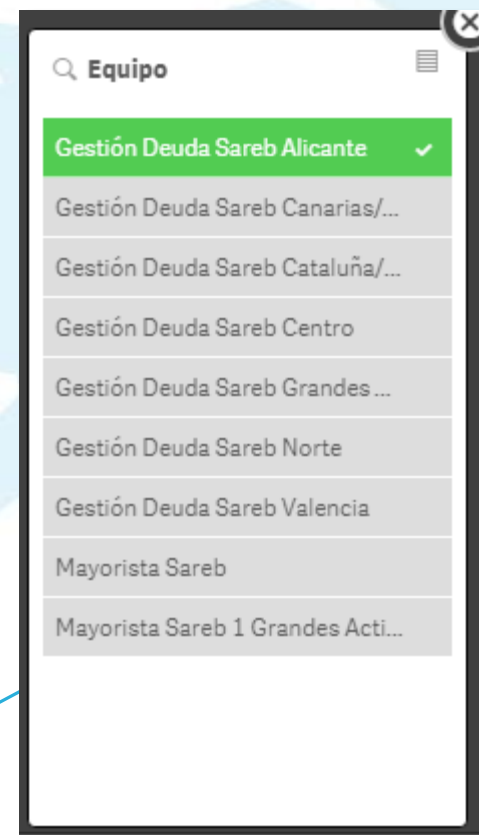 Equipo
Gestión Deuda Sareb Alicante
Gestión Deuda Sareb Canarias/...
Gestión Deuda Sareb Cataluña/...
Gestión Deuda Sareb Centro
Gestión Deuda Sareb Grandes ...
Gestión Deuda Sareb Norte
Gestión Deuda Sareb Valencia
Mayorista Sareb
Mayorista Sareb 1 Grandes Acti...